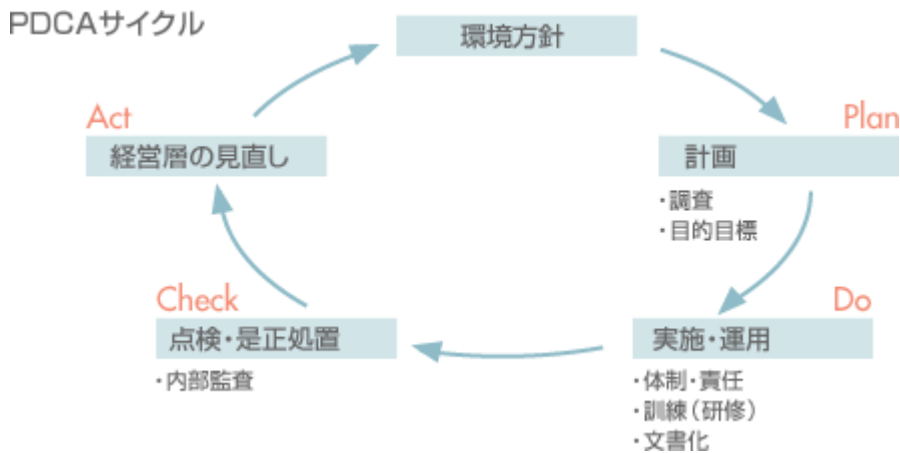 PDCAサイクル
環境方針
Plan
計画
・調査
・目的目標
Do
実施・運用
・体制・責任
・訓練(研修)
・文書化
Check
点検・是正処置
・内部監査
Act
経営層の見直し